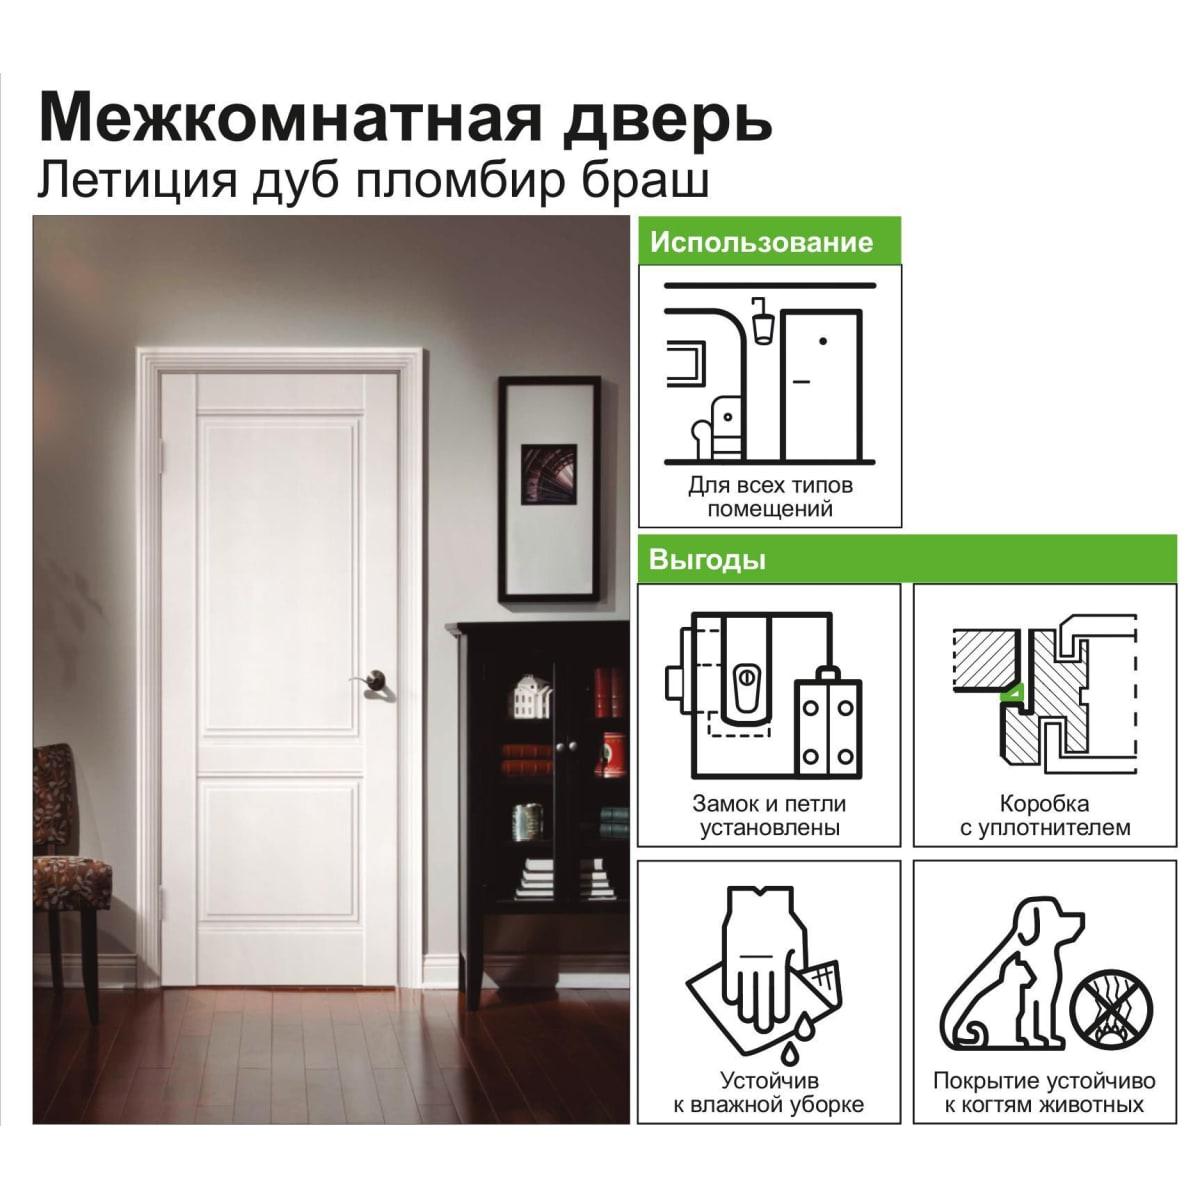 Межкомнатная дверь
Летиция дуб пломбир браш
Использование
Для всех типов
помещений
Выгоды
Замок и петли
установлены
Коробка
с уплотнителем
Устойчив
к влажной уборке
Покрытие устойчиво
к когтям животных